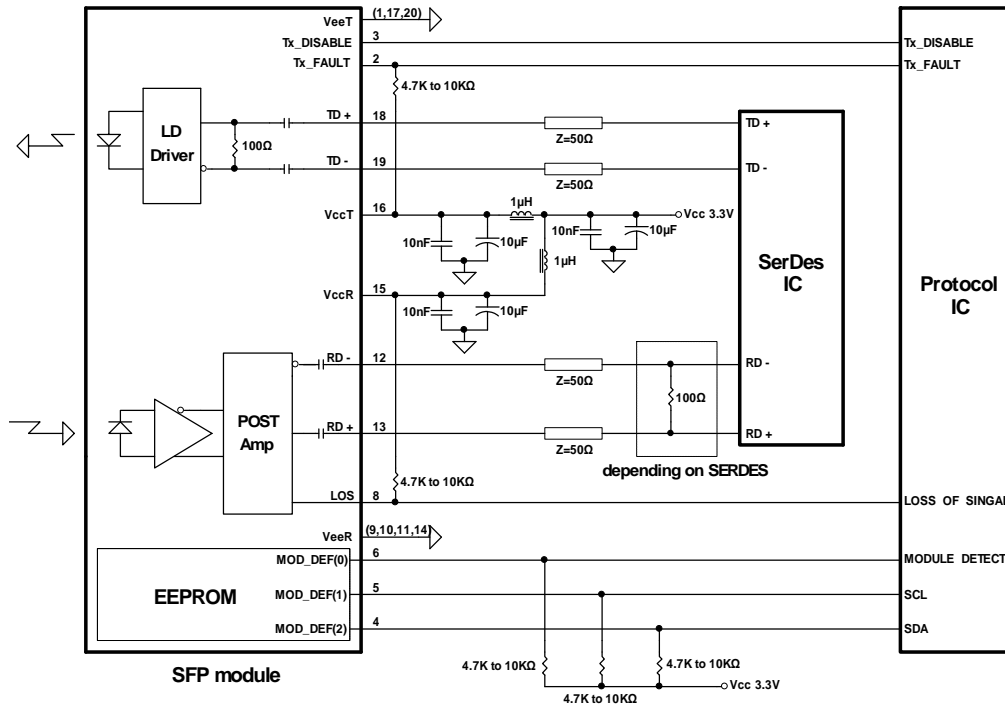 VeeT (1,17,20)
Tx_DISABLE 3 Tx_DISABLE
Tx_FAULT 2 Tx_FAULT
4.7K to 10KΩ
LD
Driver
100Ω
TD + 18 Z=50Ω TD +
TD - 19 Z=50Ω TD -
1µH
VccT 16 Vcc 3.3V
10nF 10µF 10nF 10µF
1µH
SerDes
IC
Protocol
IC
VccR 15
10nF 10µF
RD - 12 Z=50Ω RD -
100Ω
POST
Amp
RD + 13 Z=50Ω RD +
depending on SERDES
4.7K to 10KΩ
LOS 8 LOSS OF SINGAL
VeeR (9,10,11,14)
MOD_DEF(0) 6 MODULE DETECT
EEPROM
MOD_DEF(1) 5 SCL
MOD_DEF(2) 4 SDA
4.7K to 10KΩ 4.7K to 10KΩ
4.7K to 10KΩ
Vcc 3.3V
SFP module